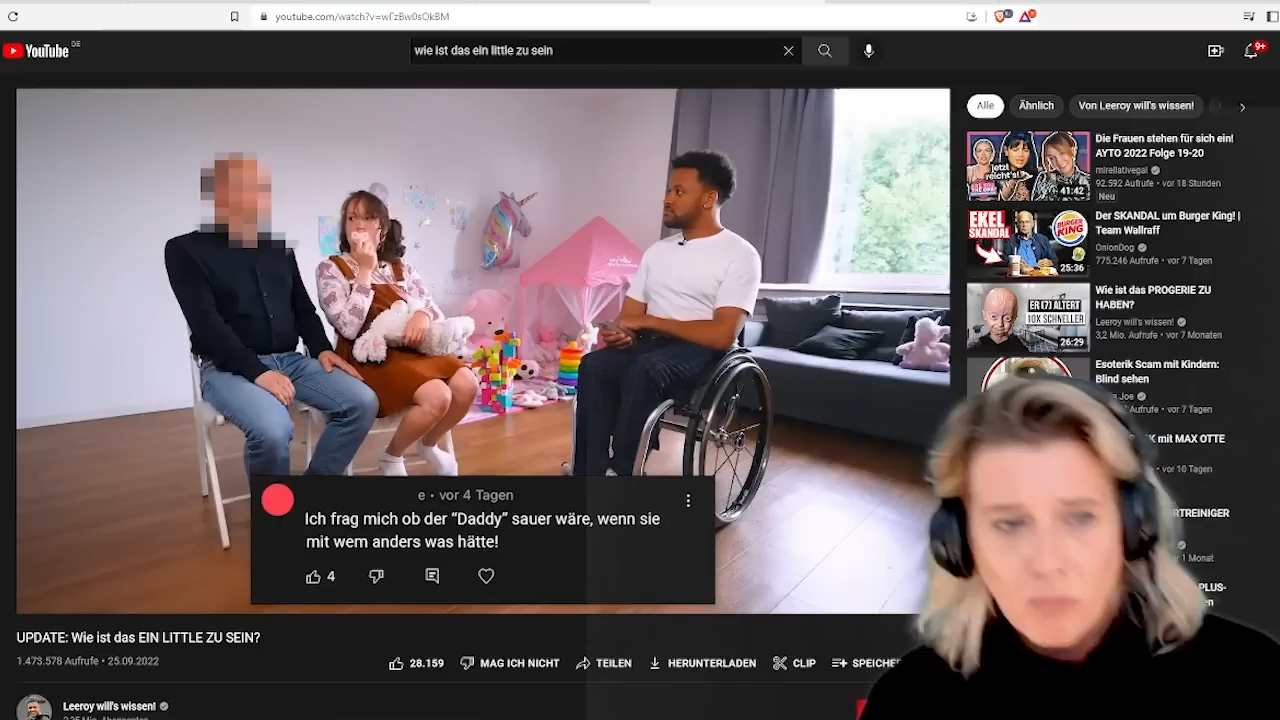 youtube.com/watch?v=wFzBw0sOkBM
YouTube DE
wie ist das ein little zu sein
9+
Alle
Ähnlich
Von Leeroy will's wissen!
Die Frauen stehen für sich ein!
AYTO 2022 Folge 19-20
mirellativegal
92.592 Aufrufe • vor 18 Stunden
Neu
jetzt
reicht's!
41:42
Der SKANDAL um Burger King! |
Team Wallraff
OnionDog
775.246 Aufrufe • vor 7 Tagen
EKEL
SKANDAL
BURGER
KING
25:36
Wie ist das PROGERIE ZU
HABEN?
Leeroy will's wissen!
3,2 Mio. Aufrufe • vor 7 Monaten
ER (7) ALTERT
10X SCHNELLER
26:29
Esoterik Scam mit Kindern:
Blind sehen
Joe
Aufrufe • vor 7 Tagen
K mit MAX OTTE
• vor 10 Tagen
RTREINIGER
1 Monat
PLUS-
e • vor 4 Tagen
Ich frag mich ob der “Daddy” sauer wäre, wenn sie
mit wem anders was hätte!
4
UPDATE: Wie ist das EIN LITTLE ZU SEIN?
1.473.578 Aufrufe • 25.09.2022
28.159
MAG ICH NICHT
TEILEN
HERUNTERLADEN
CLIP
SPEICHE
Leeroy will's wissen!